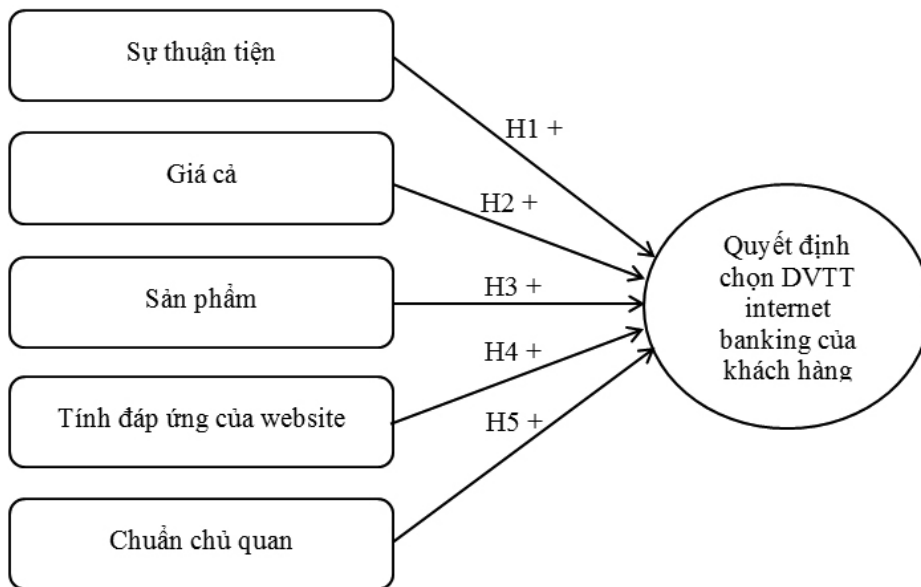 Sự thuận tiện
H1 +
Giá cả
H2 +
Sản phẩm
H3 +
Tính đáp ứng của website
H4 +
Chuẩn chủ quan
H5 +
Quyết định
chọn DVTT
internet
banking của
khách hàng